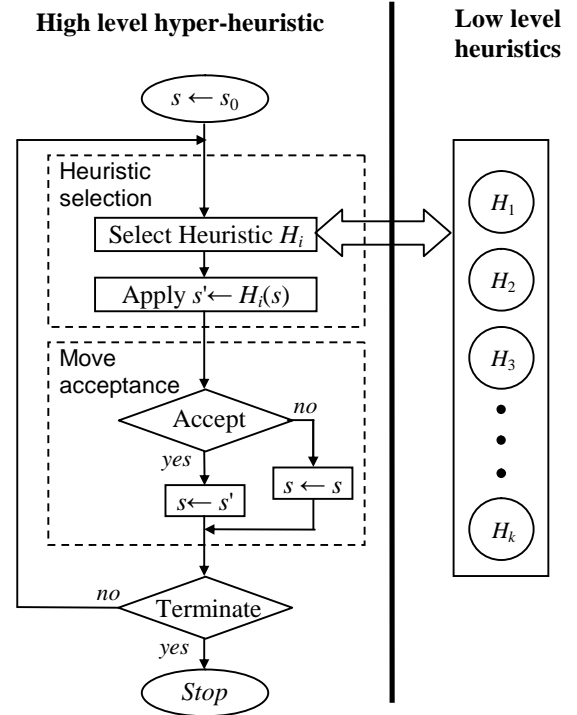 High level hyper-heuristic
Low level
heuristics
s ← s₀
Heuristic
selection
Select Heuristic Hᵢ
Apply s'← Hᵢ(s)
Move
acceptance
Accept
no
yes
s← s'
s ← s
no
Terminate
yes
Stop
H₁
H₂
H₃
Hₖ